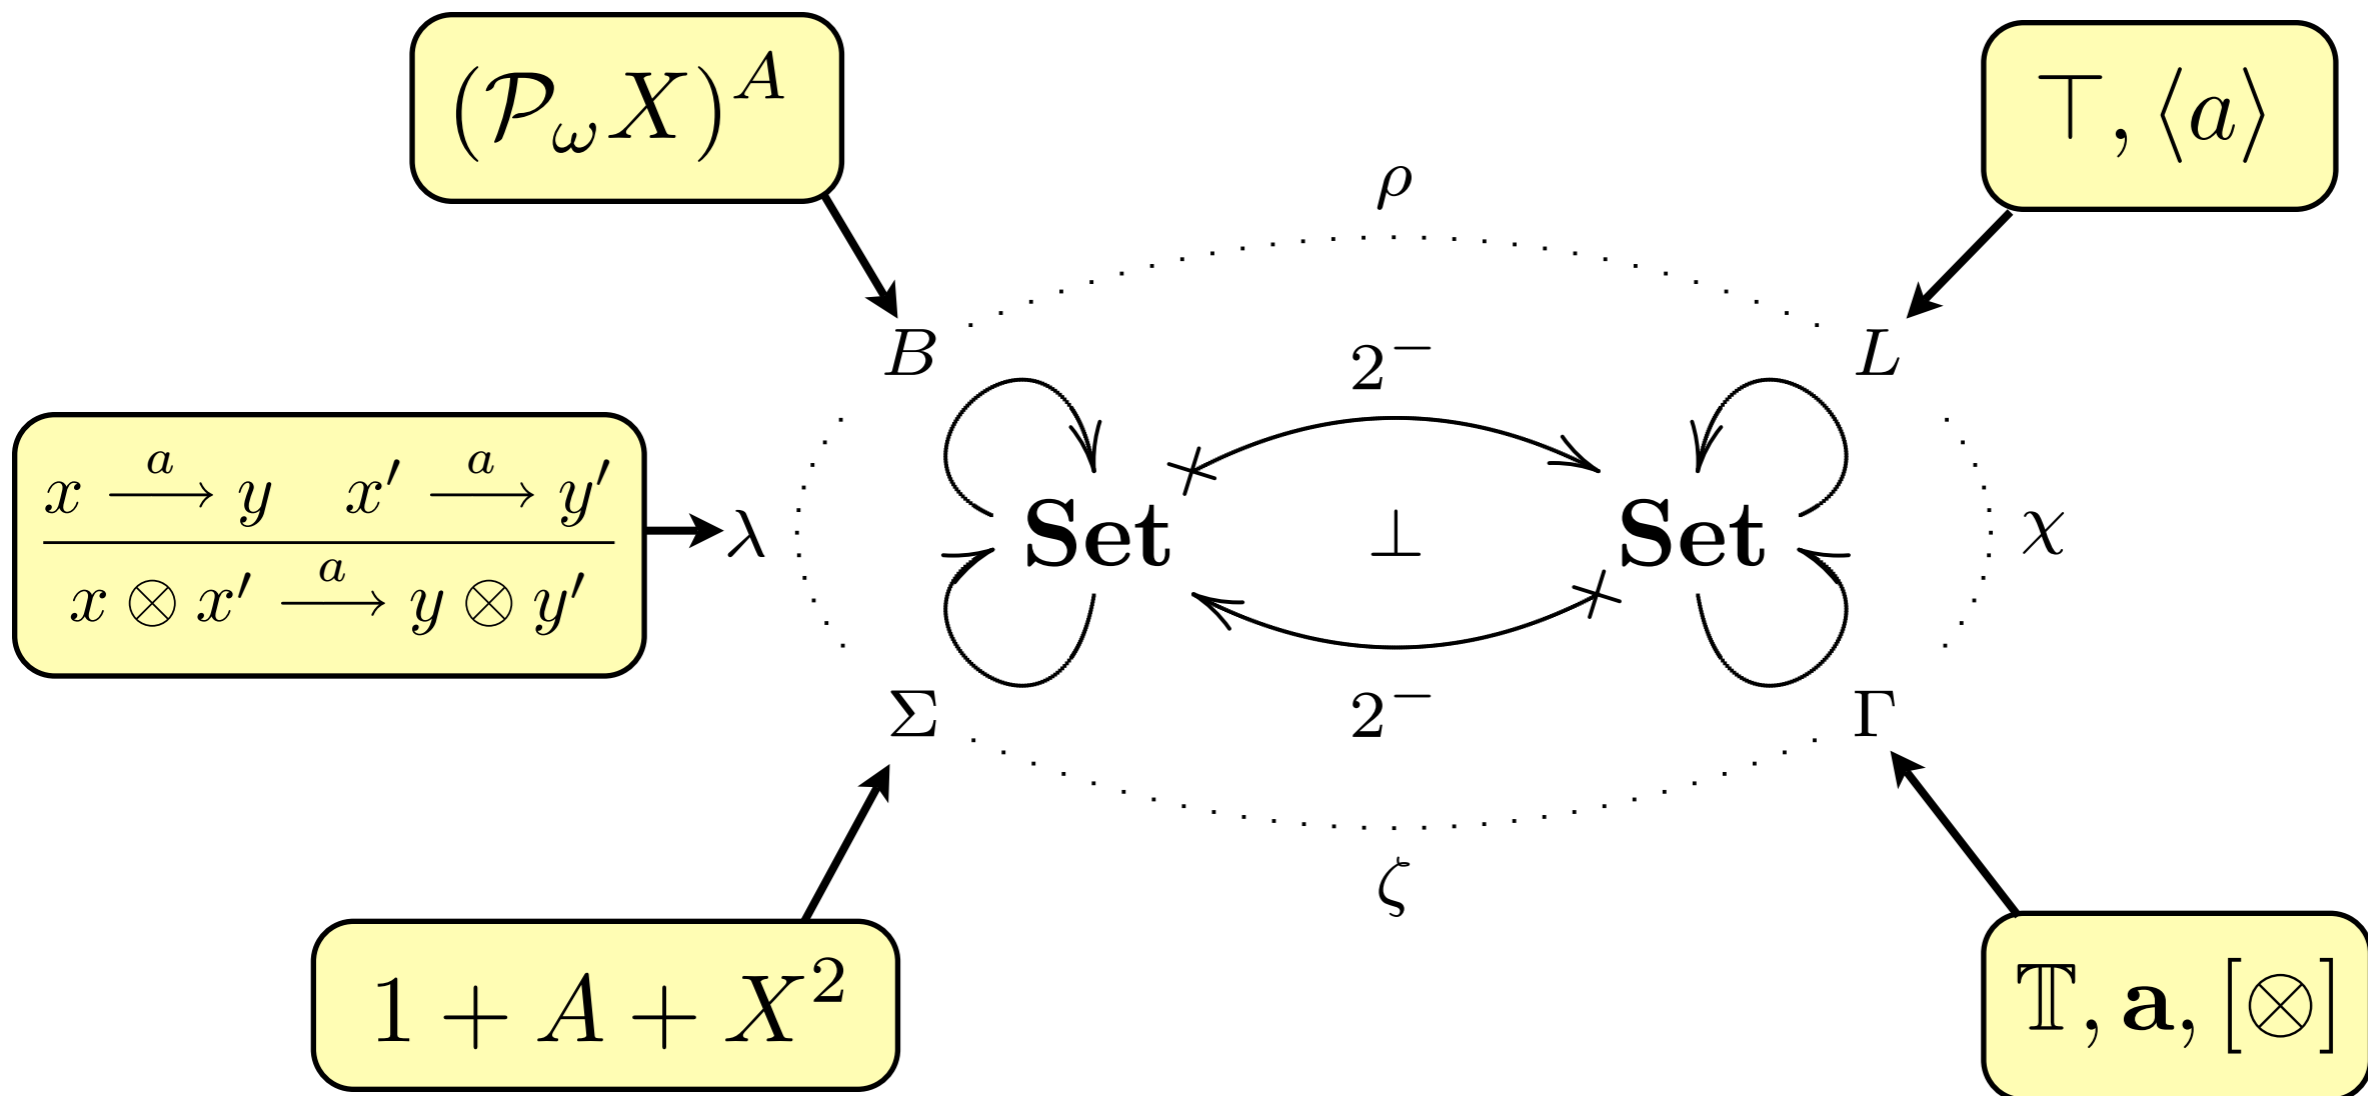 (𝒫_ω X)^A
⊤, ⟨a⟩
ρ
B
L
2^−
x —a→ y    x′ —a→ y′
x ⊗ x′ —a→ y ⊗ y′
λ
Set
⊥
Set
χ
Σ
2^−
Γ
ζ
1 + A + X^2
𝕋, 𝐚, [⊗]